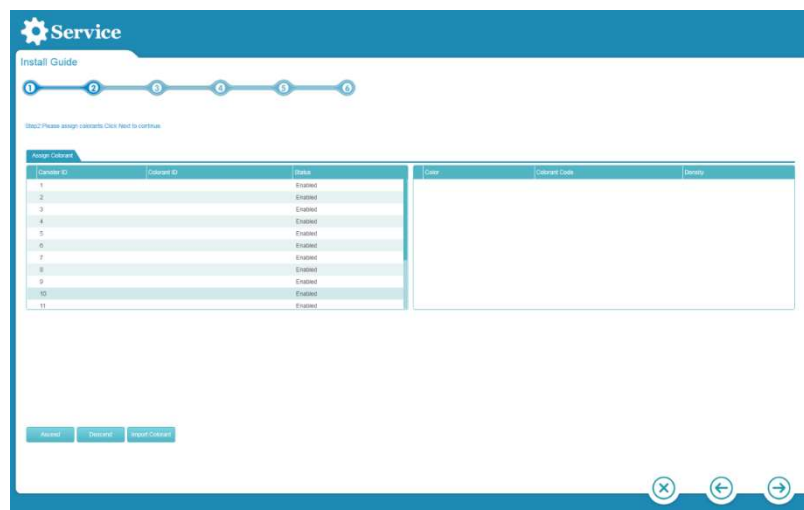 Service
Install Guide
1 2 3 4 5 6
Step2:Please assign colorants.Click Next to continue.
Assign Colorant
Canister ID Colorant ID Status Color Colorant Code Density
1 Enabled
2 Enabled
3 Enabled
4 Enabled
5 Enabled
6 Enabled
7 Enabled
8 Enabled
9 Enabled
10 Enabled
11 Enabled
Ascend Descend Import Colorant